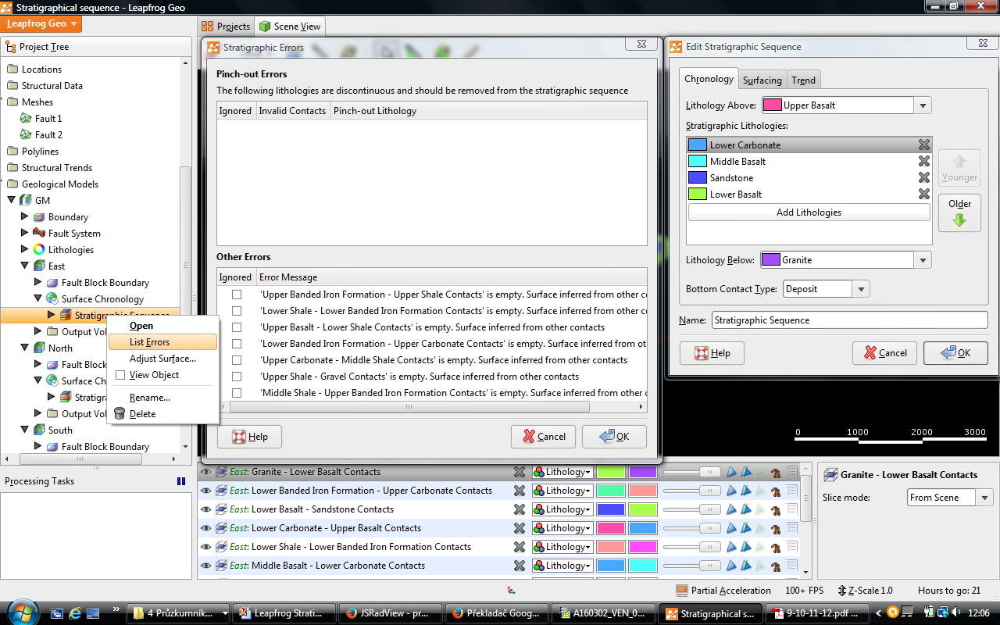 Stratigraphical sequence - Leapfrog Geo
Leapfrog Geo
Projects
Scene View
Project Tree
Locations
Structural Data
Meshes
Fault 1
Fault 2
Polylines
Structural Trends
Geological Models
GM
Boundary
Fault System
Lithologies
East
Fault Block Boundary
Surface Chronology
Stratigraphic Sequence
Output Vol
North
Fault Bloc
Surface Ch
Stratigra
Output Vol
South
Fault Block Boundary
Open
List Errors
Adjust Surface...
View Object
Rename...
Delete
Processing Tasks
Stratigraphic Errors
Pinch-out Errors
The following lithologies are discontinuous and should be removed from the stratigraphic sequence
Ignored Invalid Contacts Pinch-out Lithology
Other Errors
Ignored Error Message
'Upper Banded Iron Formation - Upper Shale Contacts' is empty. Surface inferred from other co
'Lower Shale - Lower Banded Iron Formation Contacts' is empty. Surface inferred from other co
'Upper Basalt - Lower Shale Contacts' is empty. Surface inferred from other contacts
'Lower Banded Iron Formation - Upper Carbonate Contacts' is empty. Surface inferred from othe
'Upper Carbonate - Middle Shale Contacts' is empty. Surface inferred from other contacts
'Upper Shale - Gravel Contacts' is empty. Surface inferred from other contacts
'Middle Shale - Upper Banded Iron Formation Contacts' is empty. Surface inferred from other co
Help
Cancel
OK
Edit Stratigraphic Sequence
Chronology Surfacing Trend
Lithology Above: Upper Basalt
Stratigraphic Lithologies:
Lower Carbonate
Middle Basalt
Sandstone
Lower Basalt
Add Lithologies
Younger
Older
Lithology Below: Granite
Bottom Contact Type: Deposit
Name: Stratigraphic Sequence
Help
Cancel
OK
0 1000 2000 3000
East: Granite - Lower Basalt Contacts Lithology
East: Lower Banded Iron Formation - Upper Carbonate Contacts Lithology
East: Lower Basalt - Sandstone Contacts Lithology
East: Lower Carbonate - Upper Basalt Contacts Lithology
East: Lower Shale - Lower Banded Iron Formation Contacts Lithology
East: Middle Basalt - Lower Carbonate Contacts Lithology
Granite - Lower Basalt Contacts
Slice mode: From Scene
Partial Acceleration 100+ FPS Z-Scale 1.0 Hours to go: 21
4 Průzkumník...
Leapfrog Strati...
JSRadView - pr...
Překladač Goog...
A160302_VEN_0...
Stratigraphical s...
9-10-11-12.pdf ...
12:06